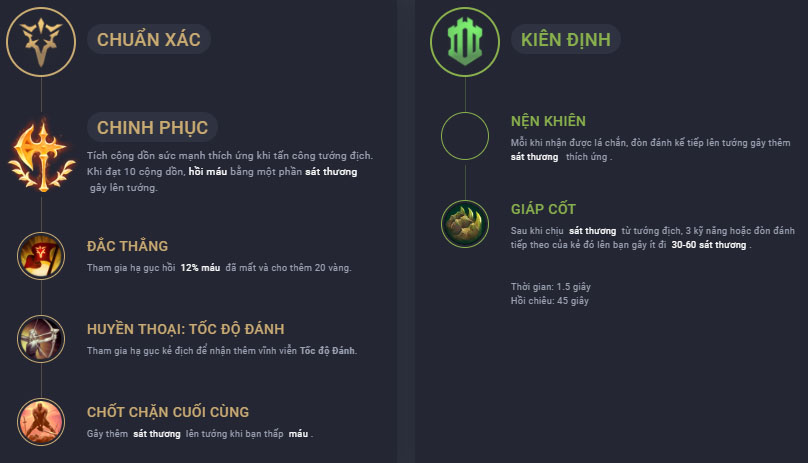 CHUẨN XÁC
CHINH PHỤC
Tích cộng dồn sức mạnh thích ứng khi tấn công tướng địch.
Khi đạt 10 cộng dồn, hồi máu bằng một phần sát thương
gây lên tướng.
ĐẮC THẮNG
Tham gia hạ gục hồi 12% máu đã mất và cho thêm 20 vàng.
HUYỀN THOẠI: TỐC ĐỘ ĐÁNH
Tham gia hạ gục kẻ địch để nhận thêm vĩnh viễn Tốc độ Đánh.
CHỐT CHẶN CUỐI CÙNG
Gây thêm sát thương lên tướng khi bạn thấp máu .
KIÊN ĐỊNH
NỆN KHIÊN
Mỗi khi nhận được lá chắn, đòn đánh kế tiếp lên tướng gây thêm
sát thương thích ứng .
GIÁP CỐT
Sau khi chịu sát thương từ tướng địch, 3 kỹ năng hoặc đòn đánh
tiếp theo của kẻ đó lên bạn gây ít đi 30-60 sát thương .
Thời gian: 1.5 giây
Hồi chiêu: 45 giây